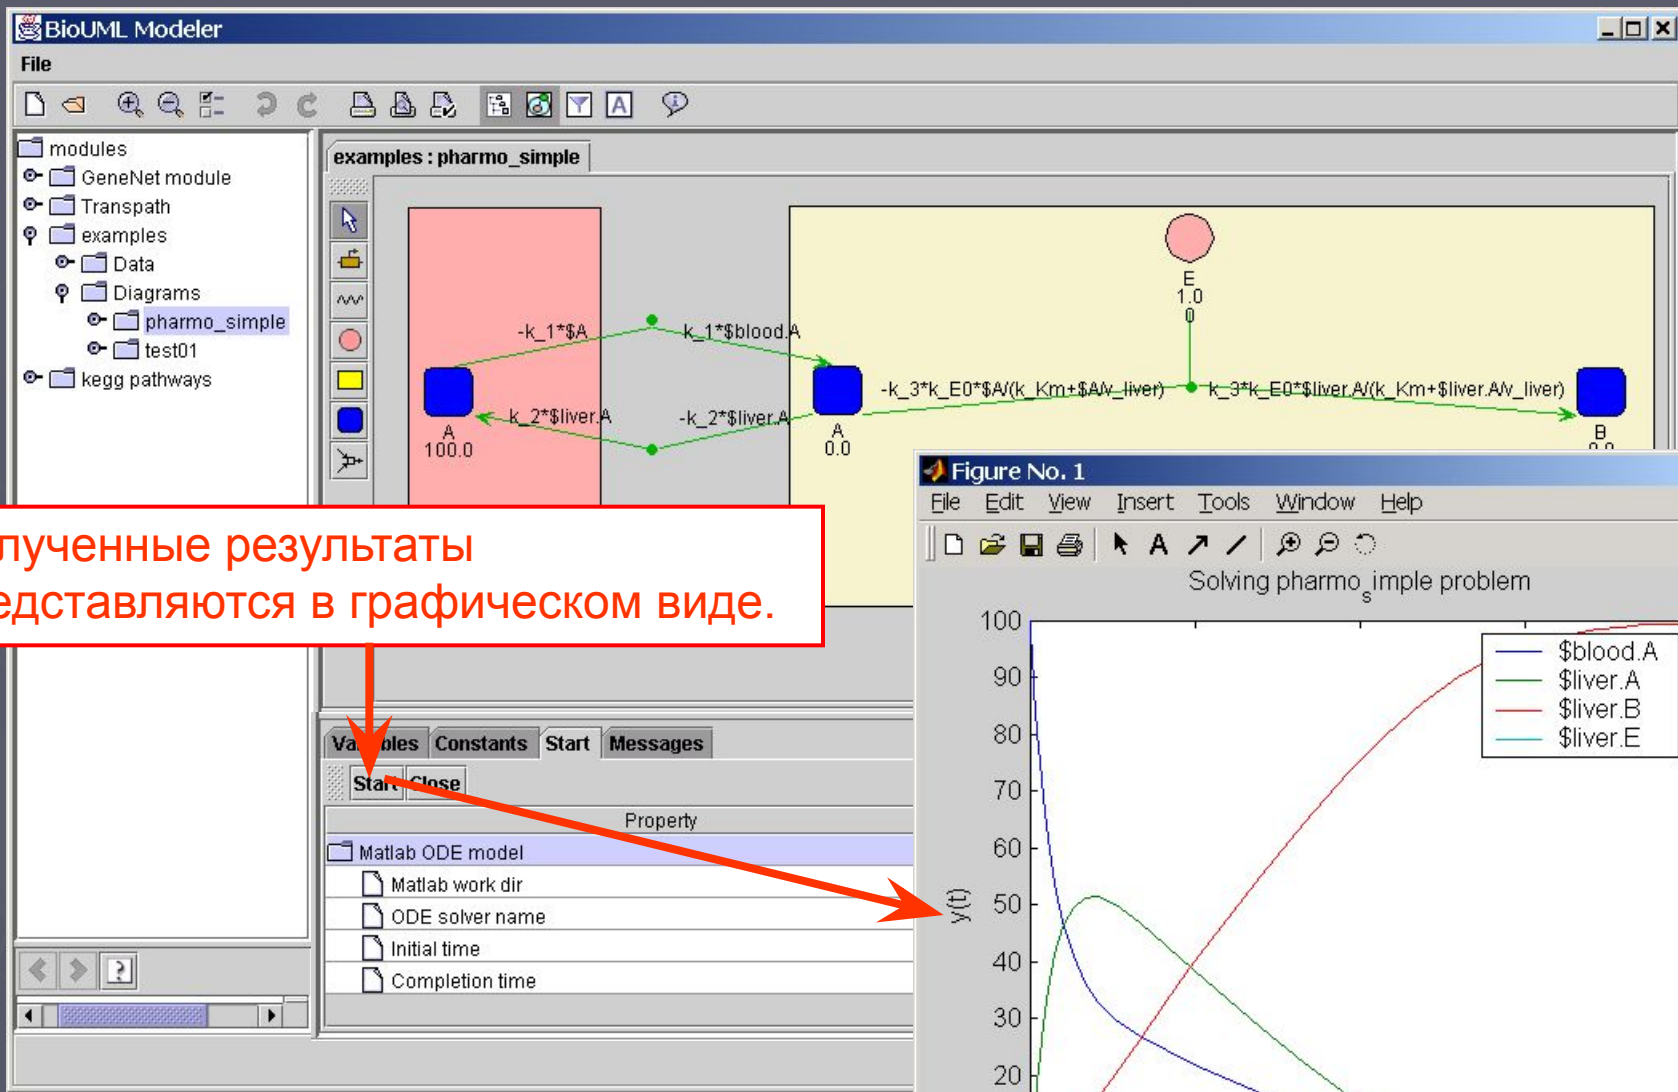 BioUML Modeler
File
modules
GeneNet module
Transpath
examples
Data
Diagrams
pharmo_simple
test01
kegg pathways
examples : pharmo_simple
E
1.0
0
-k_1*$A
k_1*$blood.A
-k_3*k_E0*$A/(k_Km+$A/v_liver)
k_3*k_E0*$liver.A/(k_Km+$liver.A/v_liver)
k_2*$liver.A
-k_2*$liver.A
A
100.0
A
0.0
B
0.0
лученные результаты
едставляются в графическом виде.
Variables Constants Start Messages
Start Close
Property
Matlab ODE model
Matlab work dir
ODE solver name
Initial time
Completion time
Figure No. 1
File Edit View Insert Tools Window Help
Solving pharmo_simple problem
100
90
80
70
60
50
40
30
20
y(t)
$blood.A
$liver.A
$liver.B
$liver.E